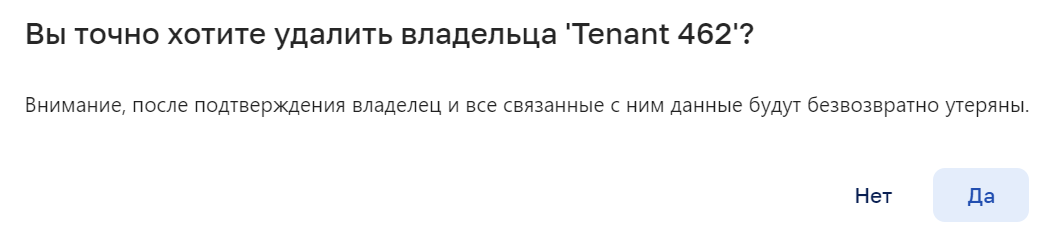 Вы точно хотите удалить владельца 'Tenant 462'?
Внимание, после подтверждения владелец и все связанные с ним данные будут безвозвратно утеряны.
Нет Да